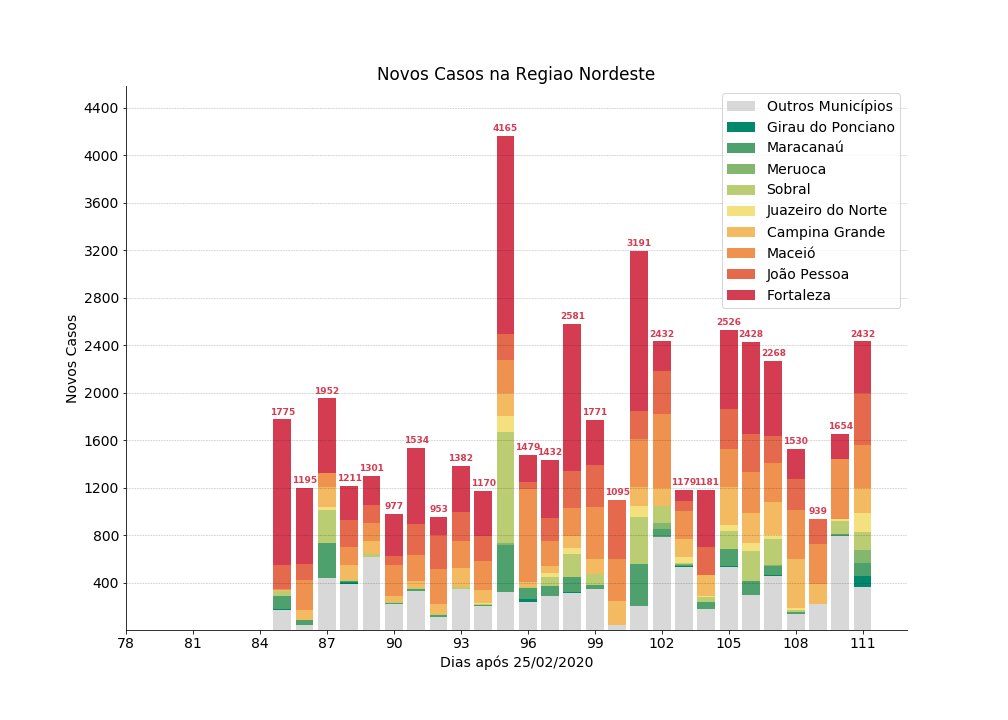 Novos Casos na Regiao Nordeste
Novos Casos
4400
4000
3600
3200
2800
2400
2000
1600
1200
800
400
1775
1195
1952
1211
1301
977
1534
953
1382
1170
4165
1479
1432
2581
1771
1095
3191
2432
1179
1181
2526
2428
2268
1530
939
1654
2432
Outros Municípios
Girau do Ponciano
Maracanaú
Meruoca
Sobral
Juazeiro do Norte
Campina Grande
Maceió
João Pessoa
Fortaleza
78 81 84 87 90 93 96 99 102 105 108 111
Dias após 25/02/2020